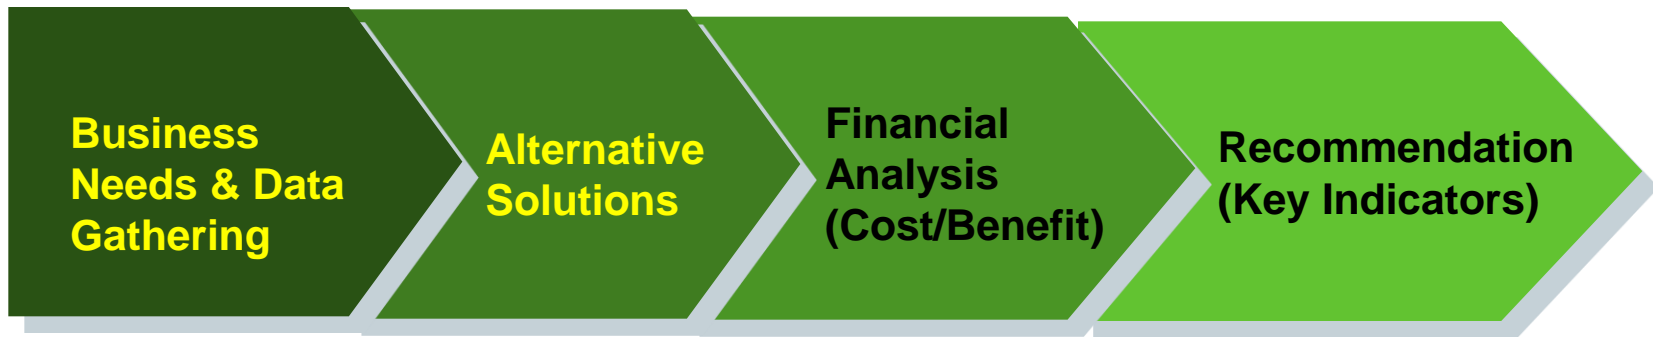 Business
Needs & Data
Gathering
Alternative
Solutions
Financial
Analysis
(Cost/Benefit)
Recommendation
(Key Indicators)